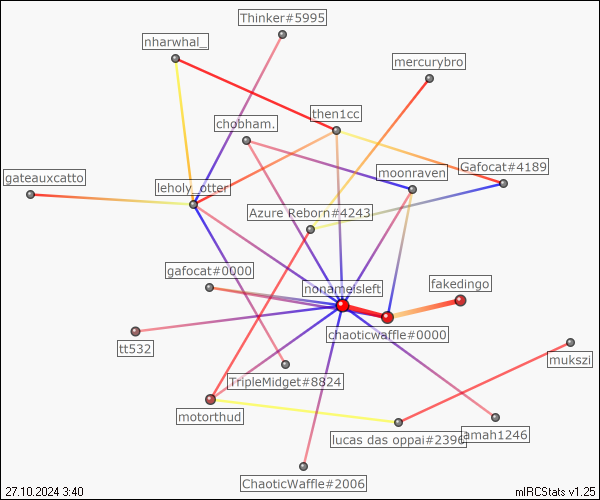 Thinker#5995
nharwhal_
mercurybro
then1cc
chobham.
Gafocat#4189
moonraven
gateauxcatto
leholy_otter
Azure Reborn#4243
gafocat#0000
fakedingo
nonameisleft
chaoticwaffle#0000
tt532
mukszi
TripleMidget#8824
motorthud
jamah1246
lucas das oppai#2396
ChaoticWaffle#2006
27.10.2024 3:40
mIRCStats v1.25